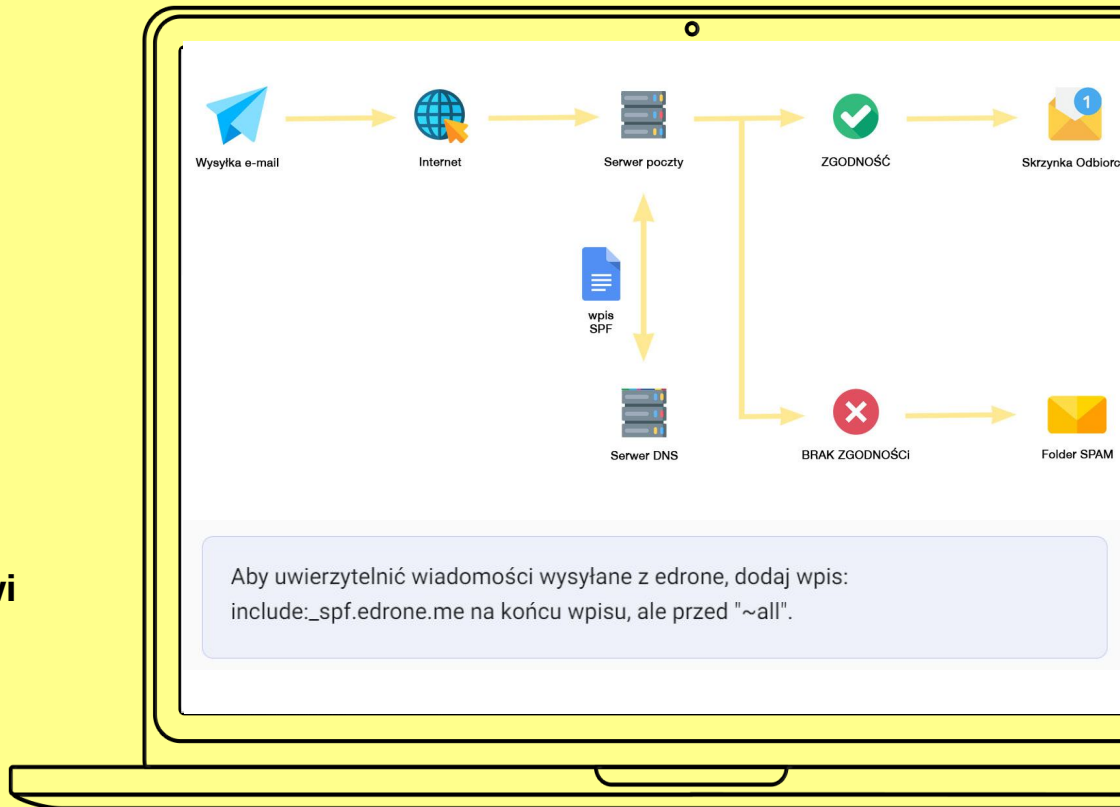 1
Wysyłka e-mail
Internet
Serwer poczty
ZGODNOŚĆ
Skrzynka Odbiorc
wpis
SPF
Serwer DNS
BRAK ZGODNOŚCi
Folder SPAM
Aby uwierzytelnić wiadomości wysyłane z edrone, dodaj wpis:
include:_spf.edrone.me na końcu wpisu, ale przed "~all".